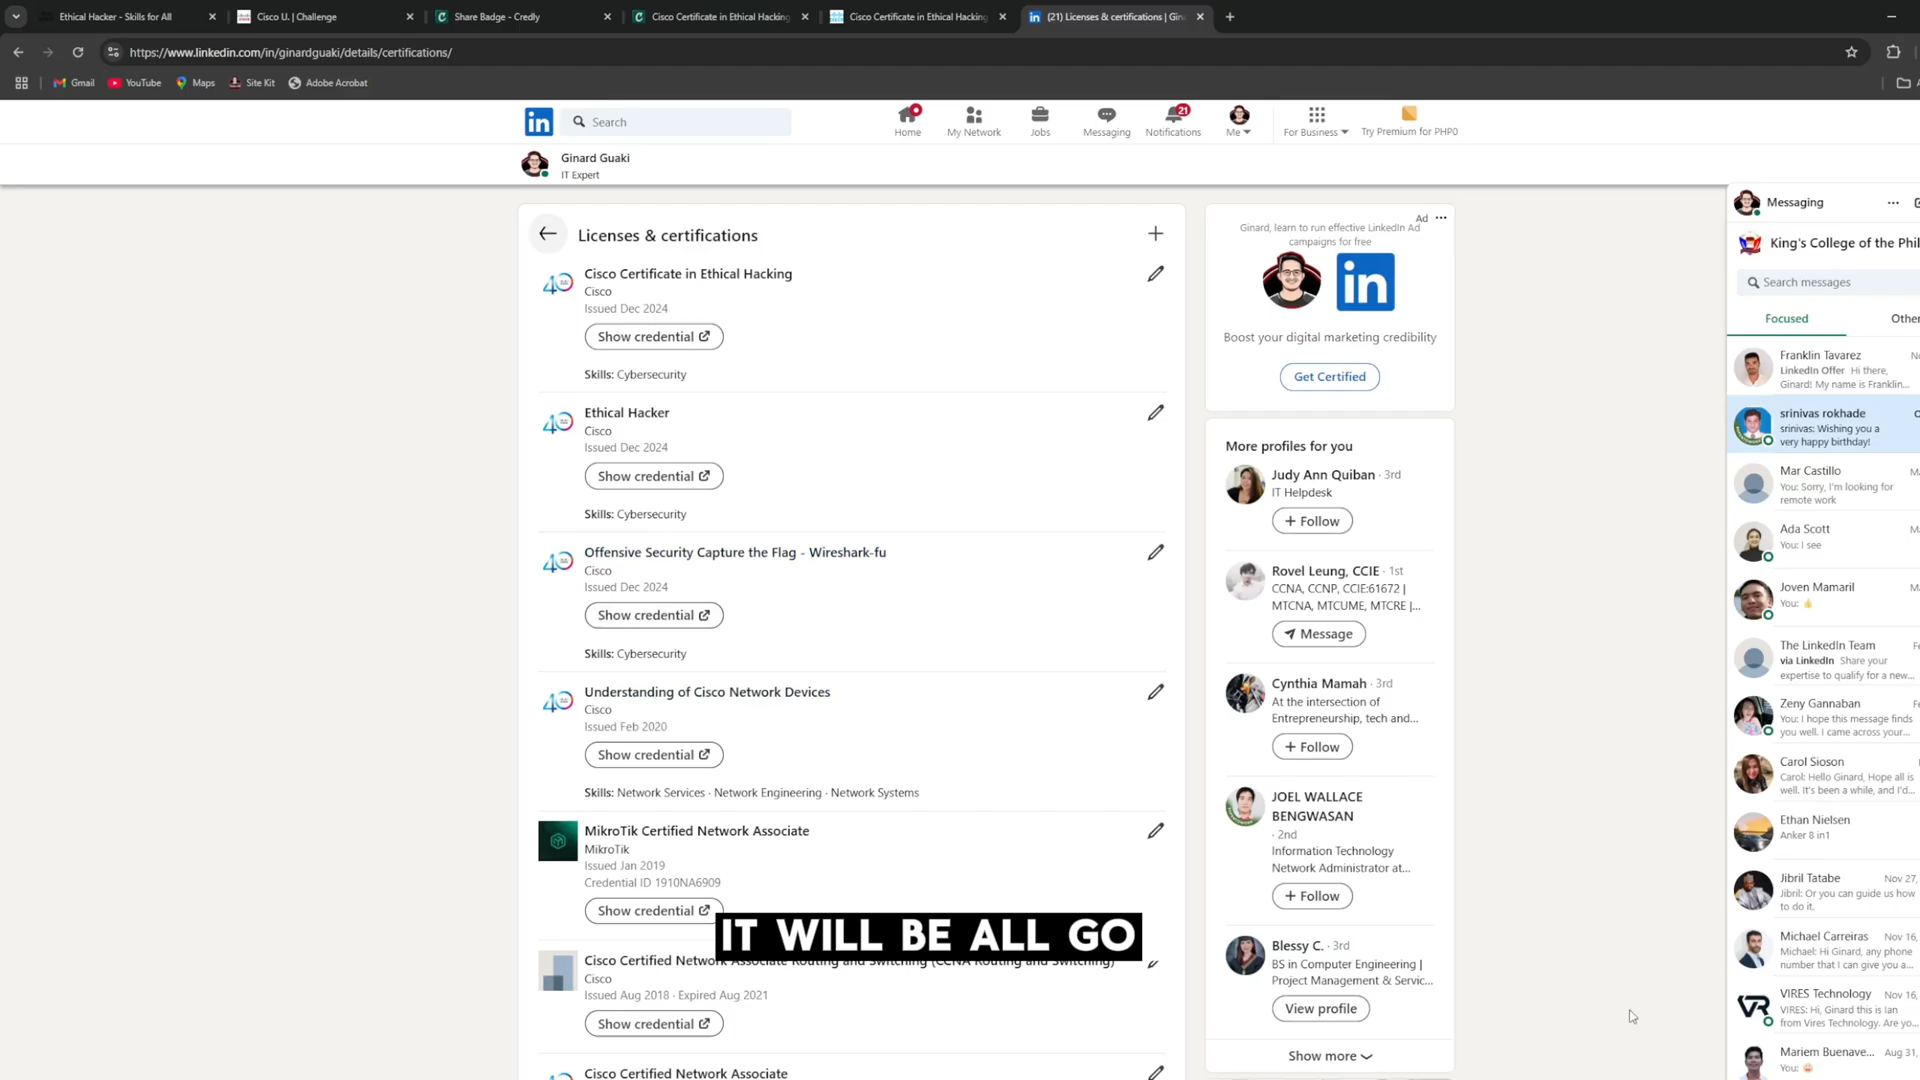 Ethical Hacker - Skills for All
Cisco U. | Challenge
Share Badge - Credly
Cisco Certificate in Ethical Hacking
Cisco Certificate in Ethical Hacking
(21) Licenses & certifications | Gin
https://www.linkedin.com/in/ginardguaki/details/certifications/
Gmail
YouTube
Maps
Site Kit
Adobe Acrobat
in
Search
Home
My Network
Jobs
Messaging
21
Notifications
Me
For Business
Try Premium for PHP0
Ginard Guaki
IT Expert
Licenses & certifications
Cisco Certificate in Ethical Hacking
Cisco
Issued Dec 2024
Show credential
Skills: Cybersecurity
Ethical Hacker
Cisco
Issued Dec 2024
Show credential
Skills: Cybersecurity
Offensive Security Capture the Flag - Wireshark-fu
Cisco
Issued Dec 2024
Show credential
Skills: Cybersecurity
Understanding of Cisco Network Devices
Cisco
Issued Feb 2020
Show credential
Skills: Network Services · Network Engineering · Network Systems
MikroTik Certified Network Associate
MikroTik
Issued Jan 2019
Credential ID 1910NA6909
Show credential
IT WILL BE ALL GO
Cisco Certified Network Associate Routing and Switching (CCNA Routing and Switching)
Cisco
Issued Aug 2018 · Expired Aug 2021
Show credential
Cisco Certified Network Associate
Ad
Ginard, learn to run effective LinkedIn Ad
campaigns for free
in
Boost your digital marketing credibility
Get Certified
More profiles for you
Judy Ann Quiban · 3rd
IT Helpdesk
+ Follow
Rovel Leung, CCIE · 1st
CCNA, CCNP, CCIE:61672 |
MTCNA, MTCUME, MTCRE |...
Message
Cynthia Mamah · 3rd
At the intersection of
Entrepreneurship, tech and...
+ Follow
JOEL WALLACE
BENGWASAN
· 2nd
Information Technology
Network Administrator at...
+ Follow
Blessy C. · 3rd
BS in Computer Engineering |
Project Management & Servic...
View profile
Show more
Messaging
King's College of the Phil
Search messages
Focused
Other
Franklin Tavarez
LinkedIn Offer Hi there,
Ginard! My name is Franklin...
srinivas rokhade
srinivas: Wishing you a
very happy birthday!
Mar Castillo
You: Sorry, I'm looking for
remote work
Ada Scott
You: I see
Joven Mamaril
You: 👍
The LinkedIn Team
via LinkedIn Share your
expertise to qualify for a new...
Zeny Gannaban
You: I hope this message finds
you well. I came across your...
Carol Sioson
Carol: Hello Ginard, Hope all is
well. It's been a while, and I'd...
Ethan Nielsen
Anker 8 in1
Jibril Tatabe Nov 27,
Jibril: Or you can guide us how
to do it.
Michael Carreiras Nov 16,
Michael: Hi Ginard, any phone
number that I can give you a...
VIRES Technology Nov 16,
VIRES: Hi, Ginard this is Ian
from Vires Technology. Are yo...
Mariem Buenave... Aug 31,
You: 😀